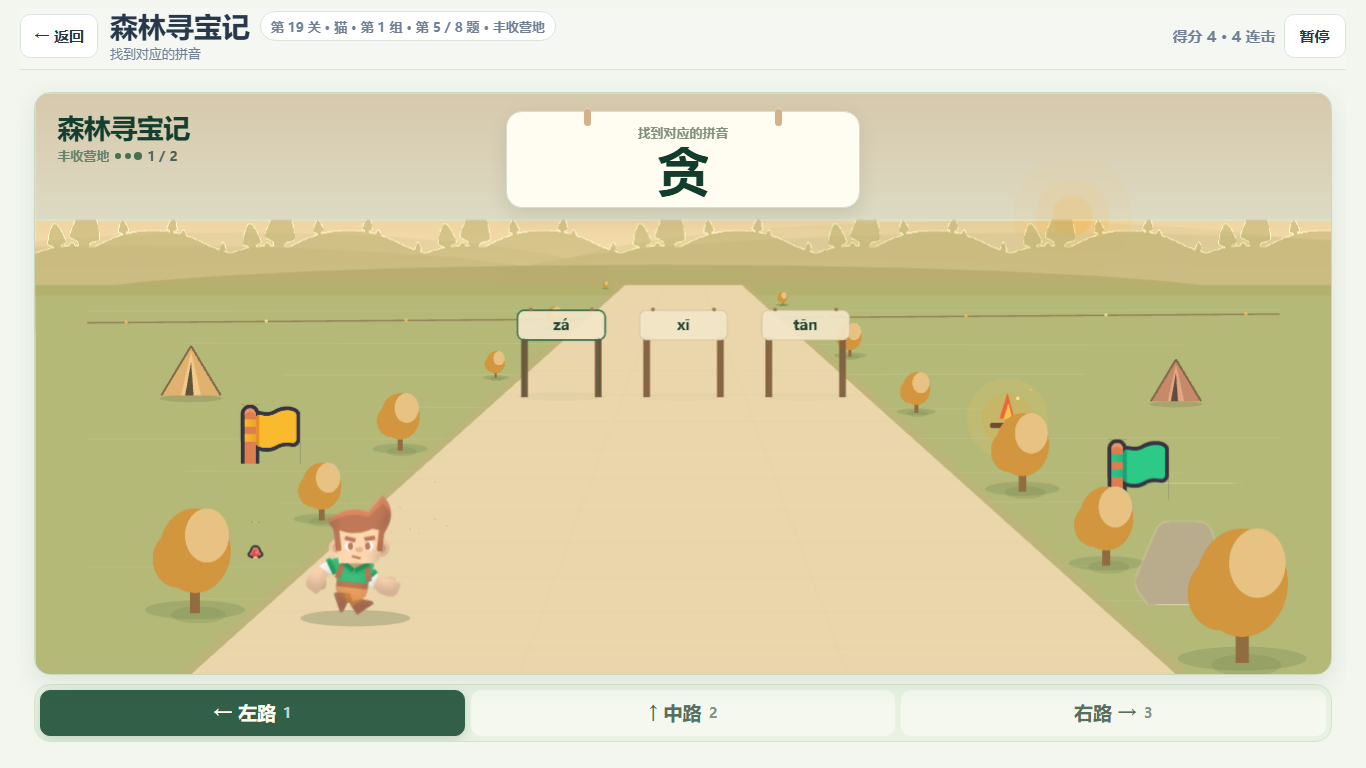 ← 返回
森林寻宝记
第 19 关 • 猫 • 第 1 组 • 第 5 / 8 题 • 丰收营地
找到对应的拼音
得分 4 • 4 连击
暂停
森林寻宝记
丰收营地 ●●● 1 / 2
找到对应的拼音
贪
zá
xī
tān
← 左路 1
↑ 中路 2
右路 → 3